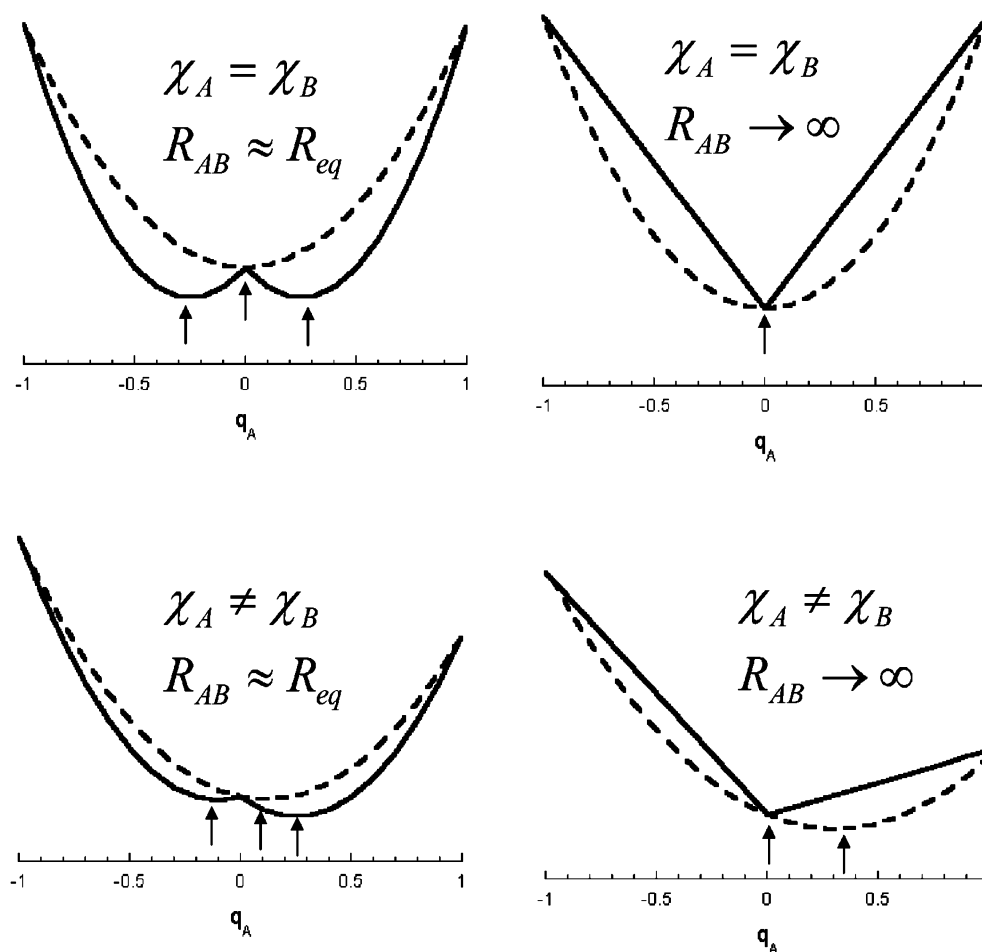 χ_A = χ_B
R_AB ≈ R_eq
-1 -0.5 0 0.5 1
q_A
χ_A = χ_B
R_AB → ∞
-1 -0.5 0 0.5
q_A
χ_A ≠ χ_B
R_AB ≈ R_eq
-1 -0.5 0 0.5 1
q_A
χ_A ≠ χ_B
R_AB → ∞
-1 -0.5 0 0.5
q_A